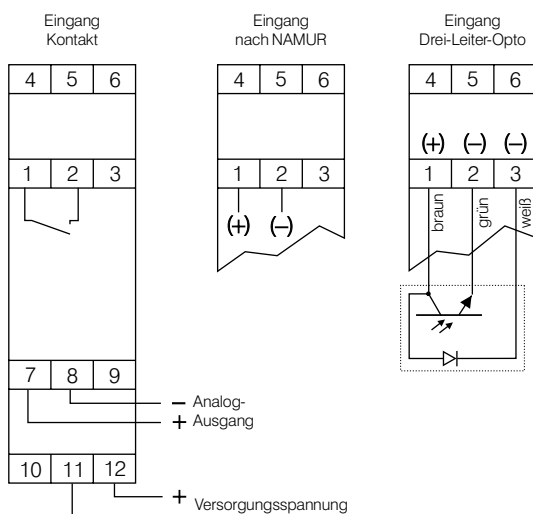 Eingang
Kontakt
Eingang
nach NAMUR
Eingang
Drei-Leiter-Opto
4 5 6
4 5 6
4 5 6
(+) (–) (–)
1 2 3
1 2 3
1 2 3
(+) (–)
braun
grün
weiß
7 8 9
– Analog-
+ Ausgang
10 11 12
+ Versorgungsspannung